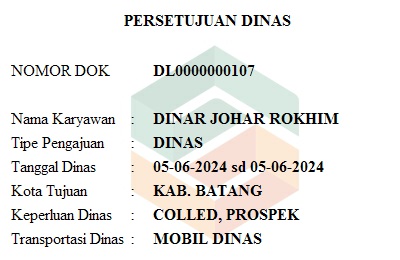 PERSETUJUAN DINAS
NOMOR DOK DL0000000107
Nama Karyawan : DINAR JOHAR ROKHIM
Tipe Pengajuan : DINAS
Tanggal Dinas : 05-06-2024 sd 05-06-2024
Kota Tujuan : KAB. BATANG
Keperluan Dinas : COLLED, PROSPEK
Transportasi Dinas : MOBIL DINAS